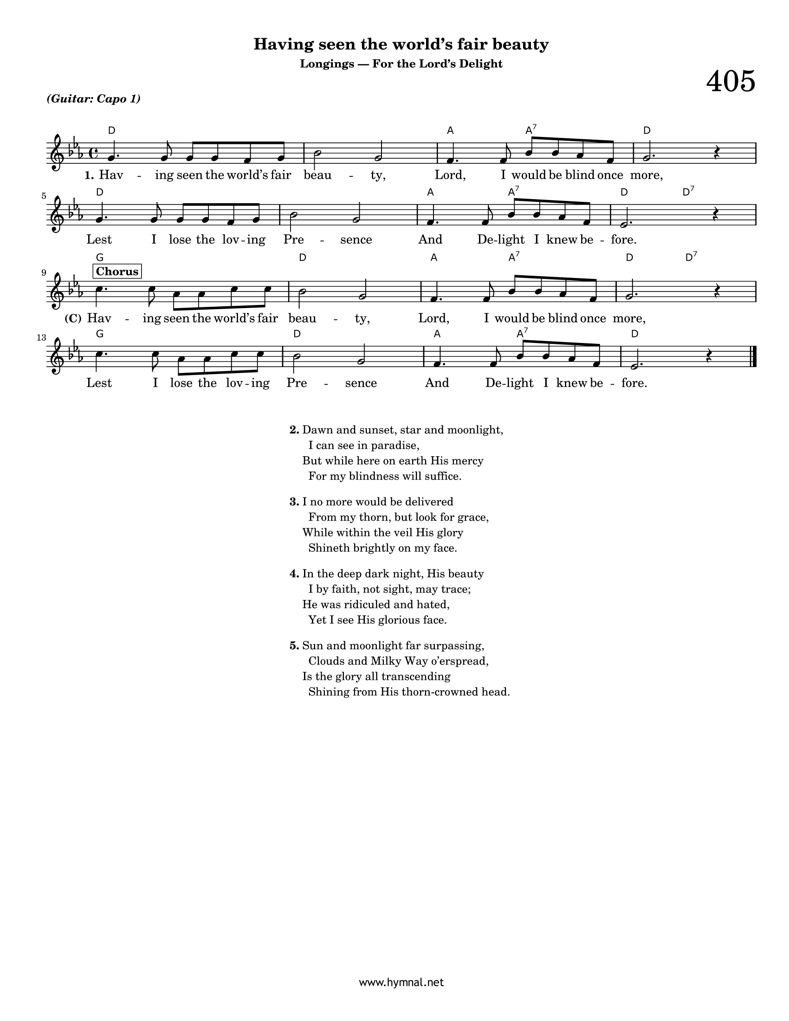 Having seen the world's fair beauty
Longings — For the Lord's Delight
405
(Guitar: Capo 1)
D A A7 D
1. Hav - ing seen the world's fair beau - ty, Lord, I would be blind once more,
5 D A A7 D D7
Lest I lose the lov - ing Pre - sence And De-light I knew be - fore.
9 G D A A7 D D7
Chorus
(C) Hav - ing seen the world's fair beau - ty, Lord, I would be blind once more,
13 G D A A7 D
Lest I lose the lov - ing Pre - sence And De-light I knew be - fore.
2. Dawn and sunset, star and moonlight,
I can see in paradise,
But while here on earth His mercy
For my blindness will suffice.
3. I no more would be delivered
From my thorn, but look for grace,
While within the veil His glory
Shineth brightly on my face.
4. In the deep dark night, His beauty
I by faith, not sight, may trace;
He was ridiculed and hated,
Yet I see His glorious face.
5. Sun and moonlight far surpassing,
Clouds and Milky Way o'erspread,
Is the glory all transcending
Shining from His thorn-crowned head.
www.hymnal.net